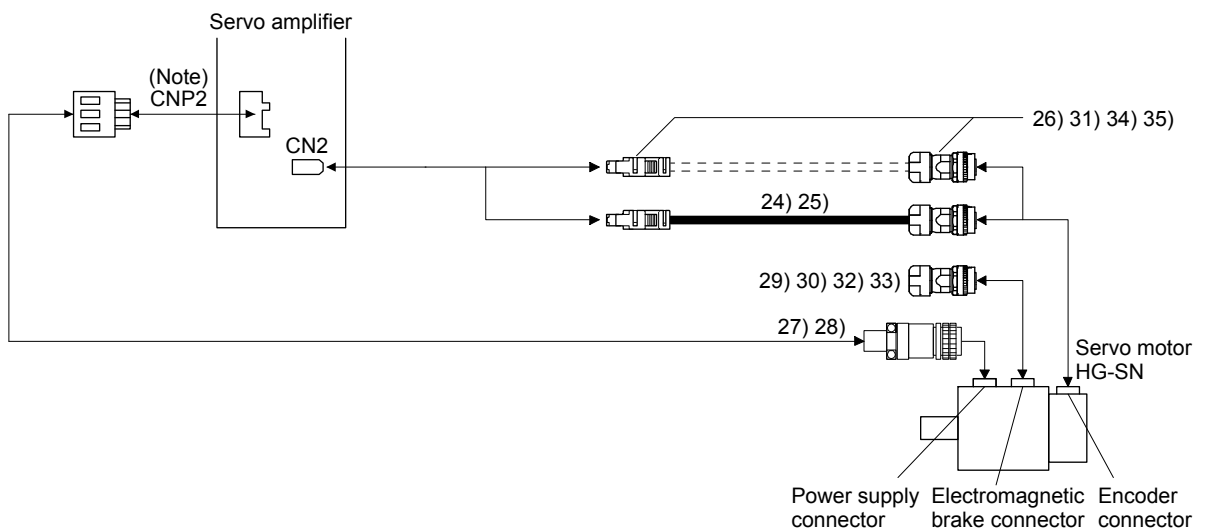 Servo amplifier
(Note)
CNP2
CN2
26) 31) 34) 35)
24) 25)
29) 30) 32) 33)
27) 28)
Servo motor
HG-SN
Power supply
connector
Electromagnetic
brake connector
Encoder
connector